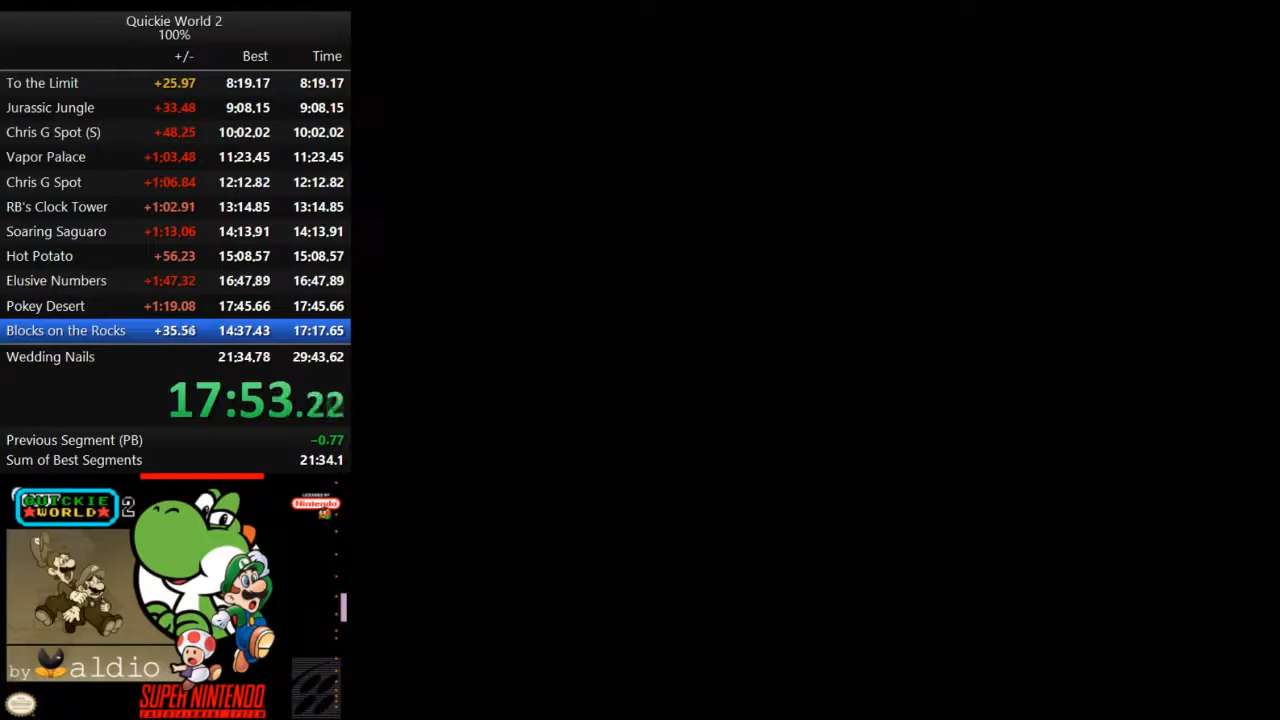 Quickie World 2
100%
+/- Best Time
To the Limit +25.97 8:19.17 8:19.17
Jurassic Jungle +33.48 9:08.15 9:08.15
Chris G Spot (S) +48.25 10:02.02 10:02.02
Vapor Palace +1:03.48 11:23.45 11:23.45
Chris G Spot +1:06.84 12:12.82 12:12.82
RB's Clock Tower +1:02.91 13:14.85 13:14.85
Soaring Saguaro +1:13.06 14:13.91 14:13.91
Hot Potato +56.23 15:08.57 15:08.57
Elusive Numbers +1:47.32 16:47.89 16:47.89
Pokey Desert +1:19.08 17:45.66 17:45.66
Blocks on the Rocks +35.56 14:37.43 17:17.65
Wedding Nails 21:34.78 29:43.62
17:53.22
Previous Segment (PB) −0.77
Sum of Best Segments 21:34.1
QUICKIE
WORLD 2
Nintendo
by Waldio
SUPER NINTENDO
ENTERTAINMENT SYSTEM